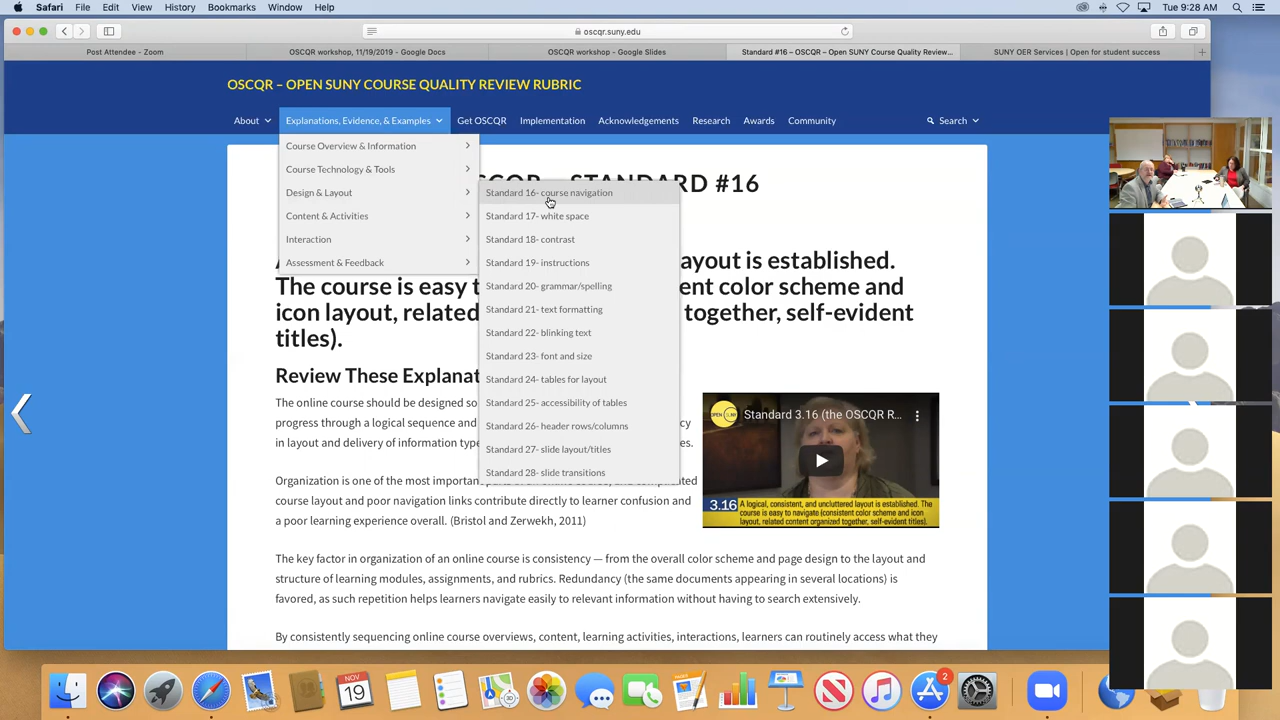 Safari File Edit View History Bookmarks Window Help Tue 9:28 AM
oscqr.suny.edu
Post Attendee - Zoom OSCQR workshop, 11/19/2019 - Google Docs OSCQR workshop - Google Slides Standard #16 – OSCQR – Open SUNY Course Quality Review... SUNY OER Services | Open for student success
OSCQR – OPEN SUNY COURSE QUALITY REVIEW RUBRIC
About Explanations, Evidence, & Examples Get OSCQR Implementation Acknowledgements Research Awards Community Search
Course Overview & Information
Course Technology & Tools
Design & Layout
Content & Activities
Interaction
Assessment & Feedback
Standard 16- course navigation
Standard 17- white space
Standard 18- contrast
Standard 19- instructions
Standard 20- grammar/spelling
Standard 21- text formatting
Standard 22- blinking text
Standard 23- font and size
Standard 24- tables for layout
Standard 25- accessibility of tables
Standard 26- header rows/columns
Standard 27- slide layout/titles
Standard 28- slide transitions
#16
ayout is established.
The course is easy ent color scheme and
icon layout, related together, self-evident
titles).
Review These
The online course should be designed so
progress through a logical sequence and
in layout and delivery of information
Organization is one of the most important
course layout and poor navigation links contribute directly to learner confusion and
a poor learning experience overall. (Bristol and Zerwekh, 2011)
Standard 3.16 (the OSCQR R...
3.16 A logical, consistent, and uncluttered layout is established. The
course is easy to navigate (consistent color scheme and icon
layout, related content organized together, self-evident titles).
The key factor in organization of an online course is consistency — from the overall color scheme and page design to the layout and
structure of learning modules, assignments, and rubrics. Redundancy (the same documents appearing in several locations) is
favored, as such repetition helps learners navigate easily to relevant information without having to search extensively.
By consistently sequencing online course overviews, content, learning activities, interactions, learners can routinely access what they
NOV
19
2